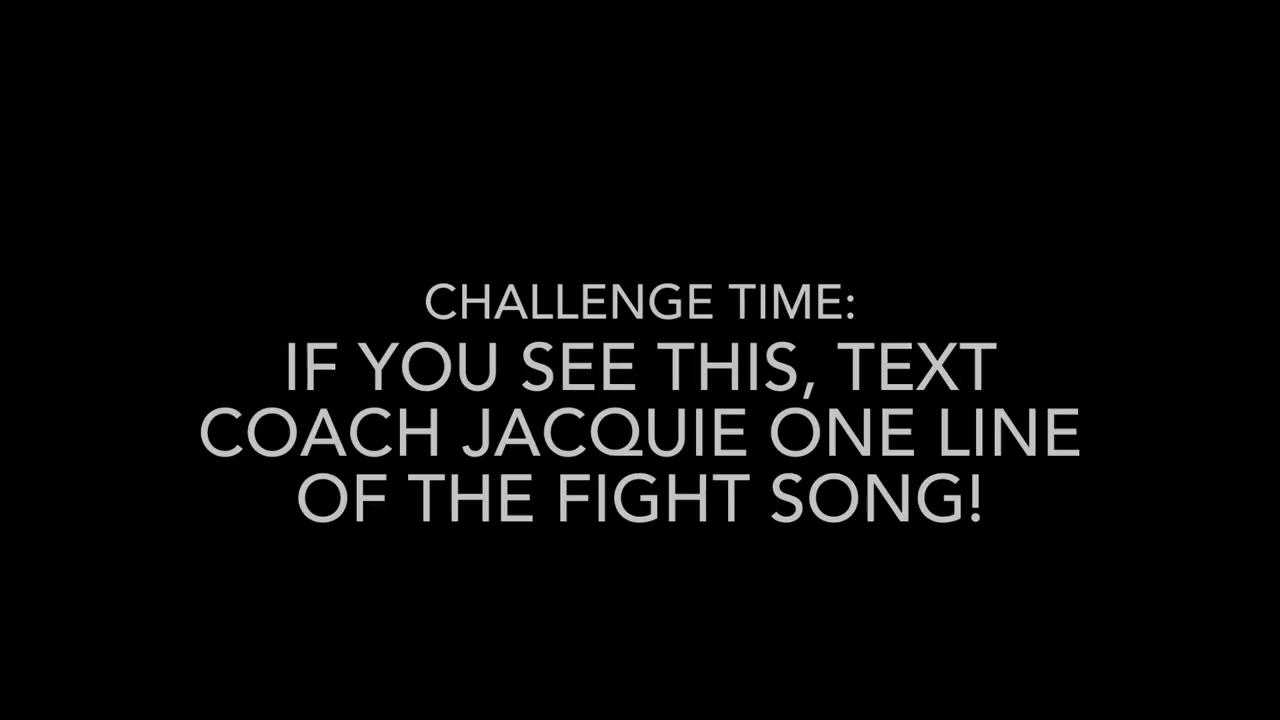 CHALLENGE TIME:
IF YOU SEE THIS, TEXT
COACH JACQUIE ONE LINE
OF THE FIGHT SONG!